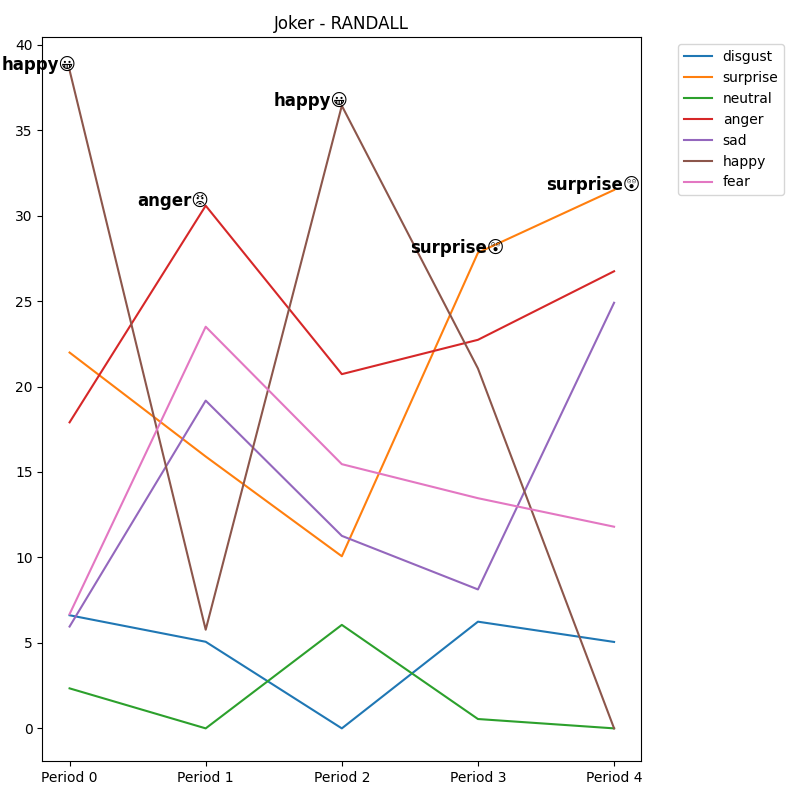 Joker - RANDALL
40
35
30
25
20
15
10
5
0
happy😀
anger😡
happy😀
surprise😲
surprise😲
Period 0 Period 1 Period 2 Period 3 Period 4
disgust
surprise
neutral
anger
sad
happy
fear